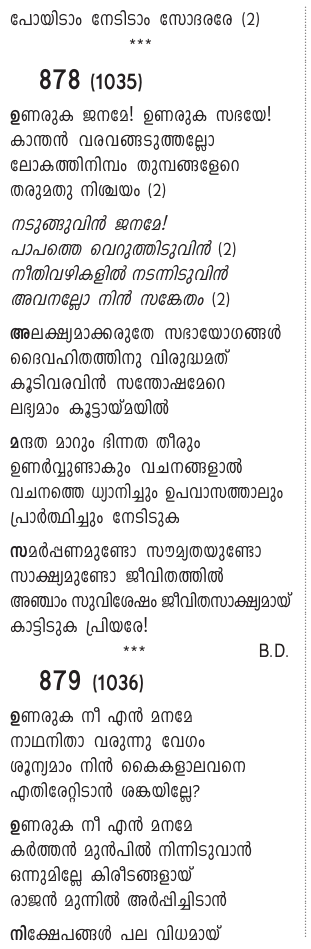 പോയിടാം നേടിടാം സോദരരേ (2)
***
878 (1035)
ഉണരുക ജനമേ! ഉണരുക സഭയേ!
കാന്തൻ വരവങ്ങടുത്തല്ലോ
ലോകത്തിനിമ്പം തുമ്പങ്ങളേറെ
തരുമതു നിശ്ചയം (2)
നടുങ്ങുവിൻ ജനമേ!
പാപത്തെ വെറുത്തിടുവിൻ (2)
നീതിവഴികളിൽ നടന്നിടുവിൻ
അവനല്ലോ നിൻ സങ്കേതം (2)
അലക്ഷ്യമാക്കരുതേ സഭായോഗങ്ങൾ
ദൈവഹിതത്തിനു വിരുദ്ധമത്
കൂടിവരവിൻ സന്തോഷമേറെ
ലഭ്യമാം കൂട്ടായ്മയിൽ
മന്ദത മാറും ഭിന്നത തീരും
ഉണർവ്വുണ്ടാകും വചനങ്ങളാൽ
വചനത്തെ ധ്യാനിച്ചും ഉപവാസത്താലും
പ്രാർത്ഥിച്ചും നേടിടുക
സമർപ്പണമുണ്ടോ സൗമ്യതയുണ്ടോ
സാക്ഷ്യമുണ്ടോ ജീവിതത്തിൽ
അഞ്ചാം സുവിശേഷം ജീവിതസാക്ഷ്യമായ്
കാട്ടിടുക പ്രിയരേ!
*** B.D.
879 (1036)
ഉണരുക നീ എൻ മനമേ
നാഥനിതാ വരുന്നു വേഗം
ശൂന്യമാം നിൻ കൈകളാലവനെ
എതിരേറ്റിടാൻ ശങ്കയില്ലേ?
ഉണരുക നീ എൻ മനമേ
കർത്തൻ മുൻപിൽ നിന്നിടുവാൻ
ഒന്നുമില്ലേ കിരീടങ്ങളായ്
രാജൻ മുന്നിൽ അർപ്പിച്ചിടാൻ
നിക്ഷേപങ്ങൾ പല വിധമായ്